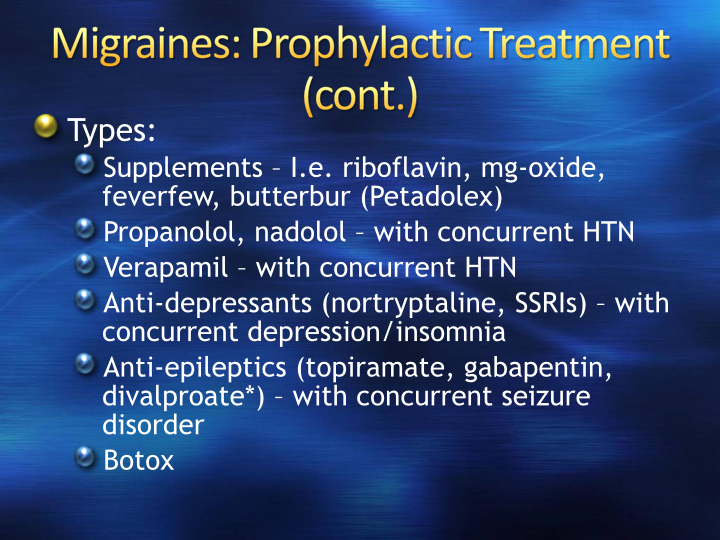 Migraines: Prophylactic Treatment
(cont.)
Types:
Supplements – I.e. riboflavin, mg-oxide,
feverfew, butterbur (Petadolex)
Propanolol, nadolol – with concurrent HTN
Verapamil – with concurrent HTN
Anti-depressants (nortryptaline, SSRIs) – with
concurrent depression/insomnia
Anti-epileptics (topiramate, gabapentin,
divalproate*) – with concurrent seizure
disorder
Botox